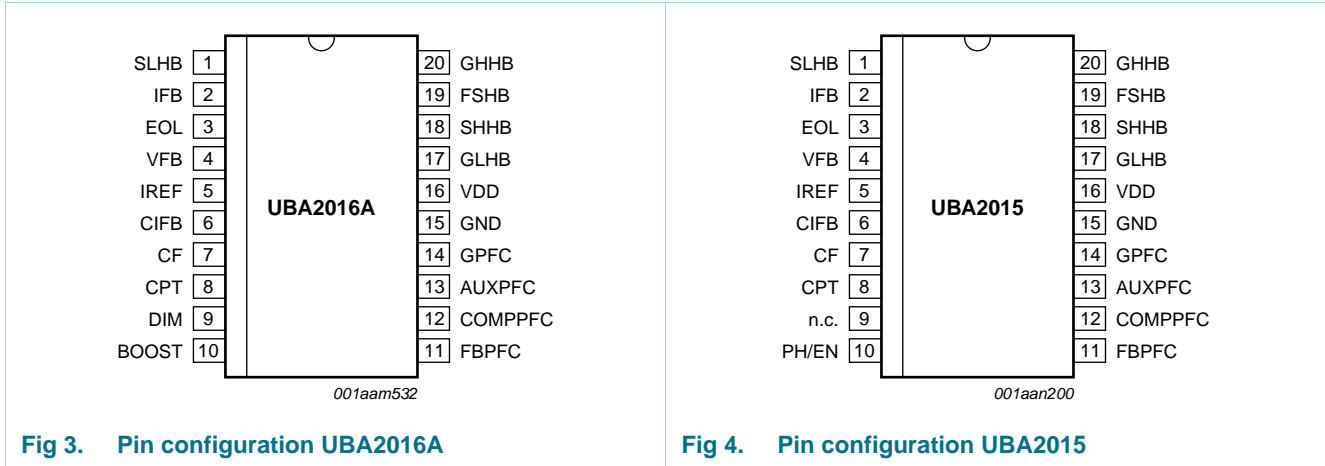 SLHB 1
IFB 2
EOL 3
VFB 4
IREF 5
CIFB 6
CF 7
CPT 8
DIM 9
BOOST 10
UBA2016A
20 GHHB
19 FSHB
18 SHHB
17 GLHB
16 VDD
15 GND
14 GPFC
13 AUXPFC
12 COMPPFC
11 FBPFC
001aam532
Fig 3. Pin configuration UBA2016A
SLHB 1
IFB 2
EOL 3
VFB 4
IREF 5
CIFB 6
CF 7
CPT 8
n.c. 9
PH/EN 10
UBA2015
20 GHHB
19 FSHB
18 SHHB
17 GLHB
16 VDD
15 GND
14 GPFC
13 AUXPFC
12 COMPPFC
11 FBPFC
001aan200
Fig 4. Pin configuration UBA2015